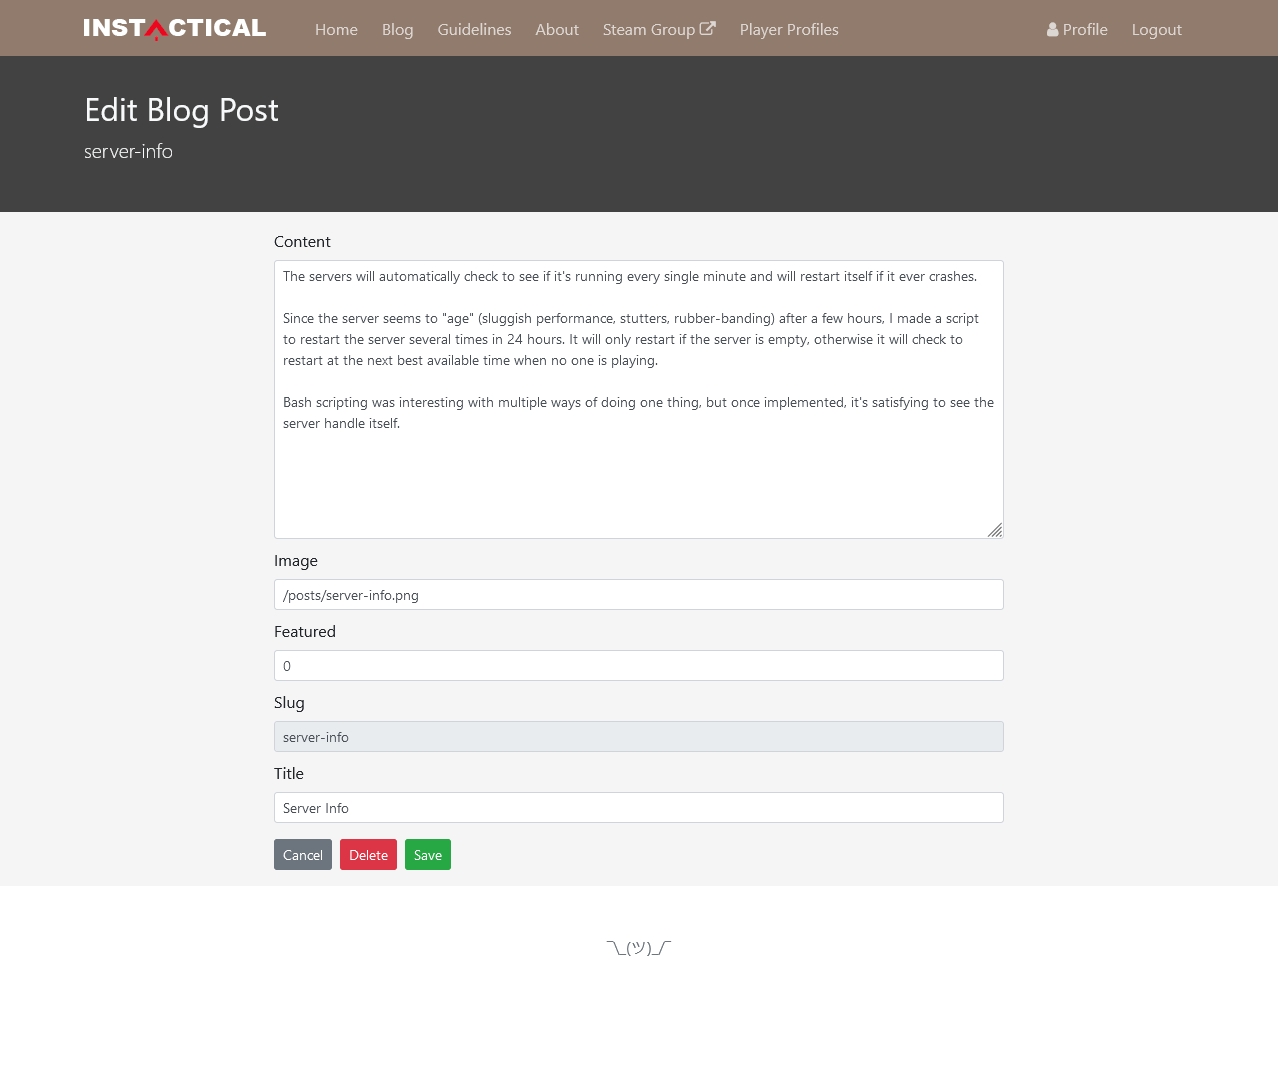 INSTACTICAL Home Blog Guidelines About Steam Group Player Profiles Profile Logout
Edit Blog Post
server-info
Content
The servers will automatically check to see if it's running every single minute and will restart itself if it ever crashes.
Since the server seems to "age" (sluggish performance, stutters, rubber-banding) after a few hours, I made a script
to restart the server several times in 24 hours. It will only restart if the server is empty, otherwise it will check to
restart at the next best available time when no one is playing.
Bash scripting was interesting with multiple ways of doing one thing, but once implemented, it's satisfying to see the
server handle itself.
Image
/posts/server-info.png
Featured
0
Slug
server-info
Title
Server Info
Cancel Delete Save
¯\_(ツ)_/¯